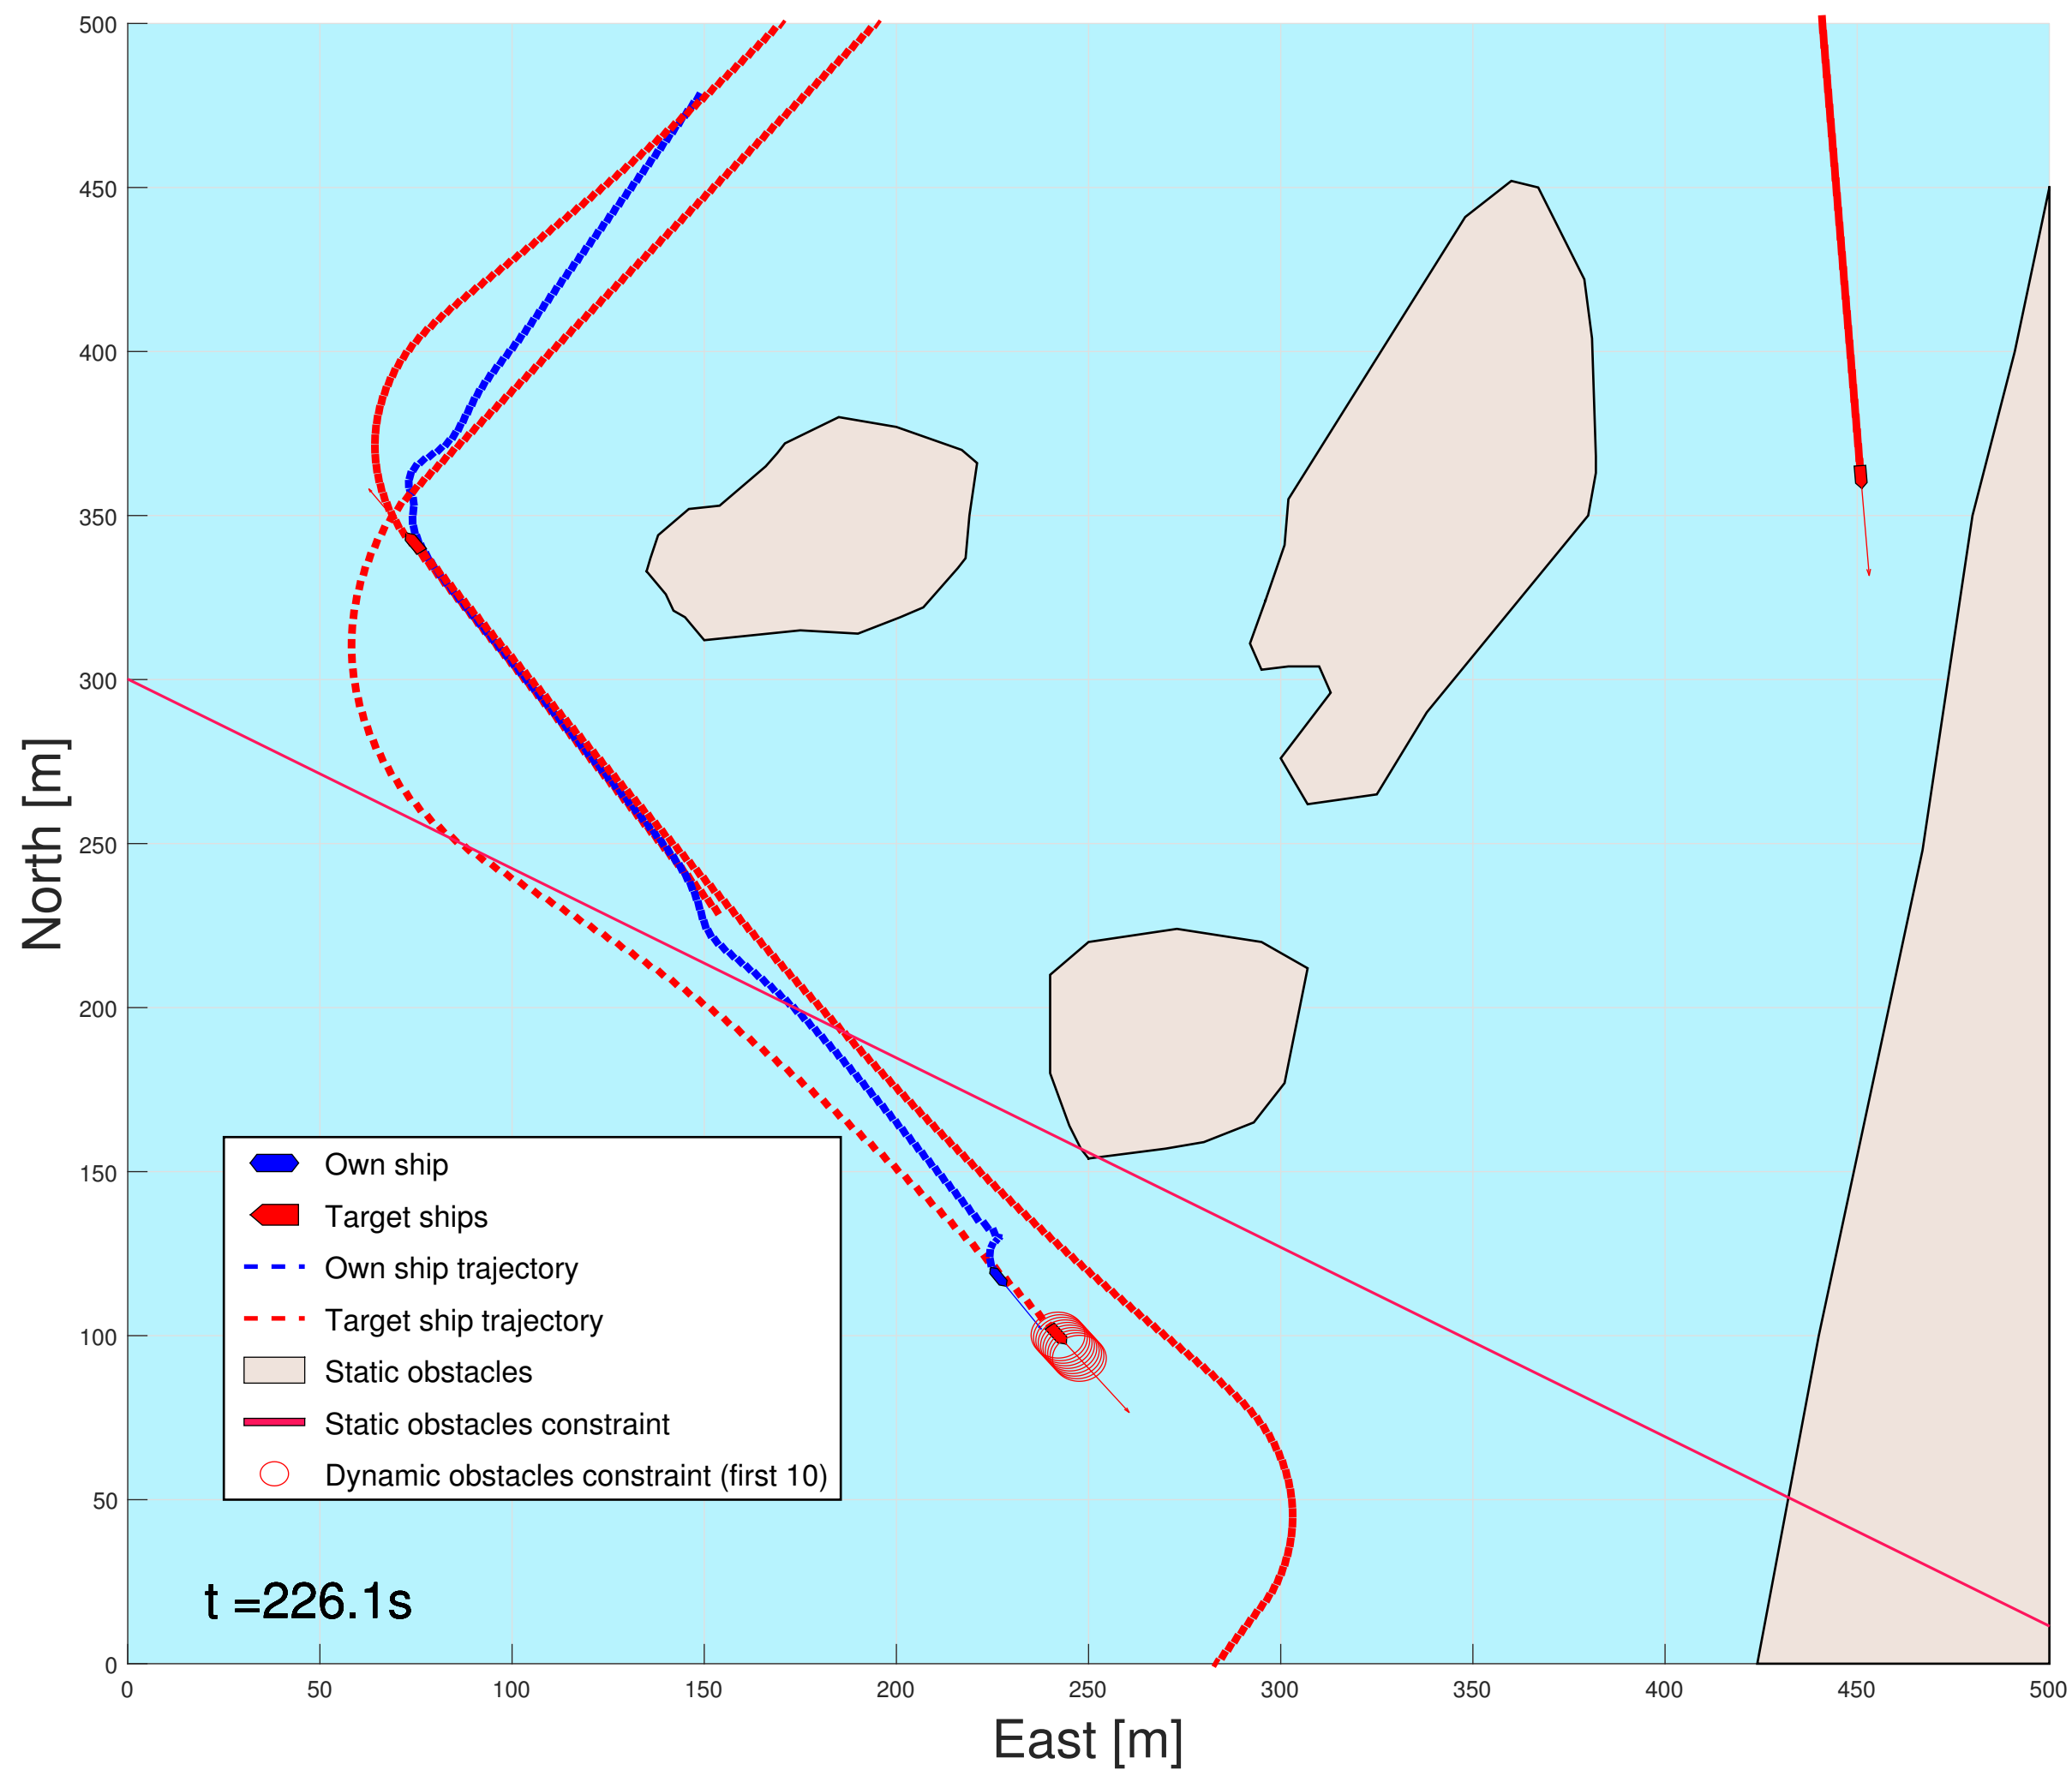 500
450
400
350
300
250
200
150
100
50
0
North [m]
Own ship
Target ships
Own ship trajectory
Target ship trajectory
Static obstacles
Static obstacles constraint
Dynamic obstacles constraint (first 10)
t =226.1s
0 50 100 150 200 250 300 350 400 450 500
East [m]